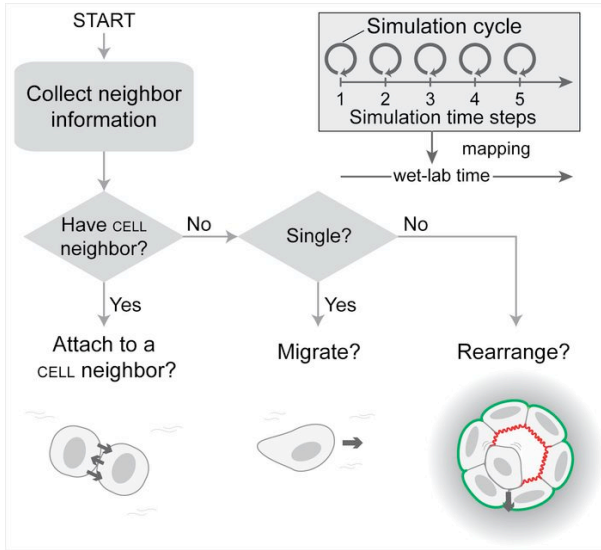 START
Collect neighbor
information
Simulation cycle
1 2 3 4 5
Simulation time steps
mapping
wet-lab time
Have CELL
neighbor?
No
Single?
No
Yes
Yes
Attach to a
CELL neighbor?
Migrate?
Rearrange?